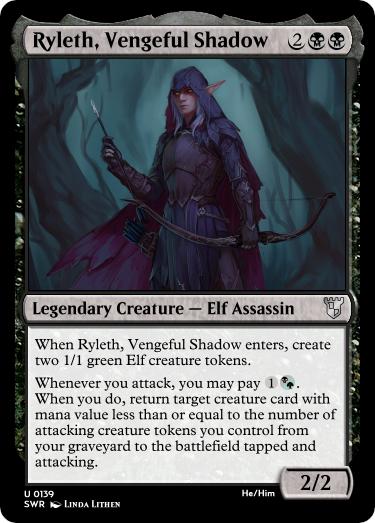 Ryleth, Vengeful Shadow 2
Legendary Creature — Elf Assassin
When Ryleth, Vengeful Shadow enters, create
two 1/1 green Elf creature tokens.
Whenever you attack, you may pay 1 .
When you do, return target creature card with
mana value less than or equal to the number of
attacking creature tokens you control from
your graveyard to the battlefield tapped and
attacking.
2/2
U 0139 He/Him
SWR LINDA LITHEN